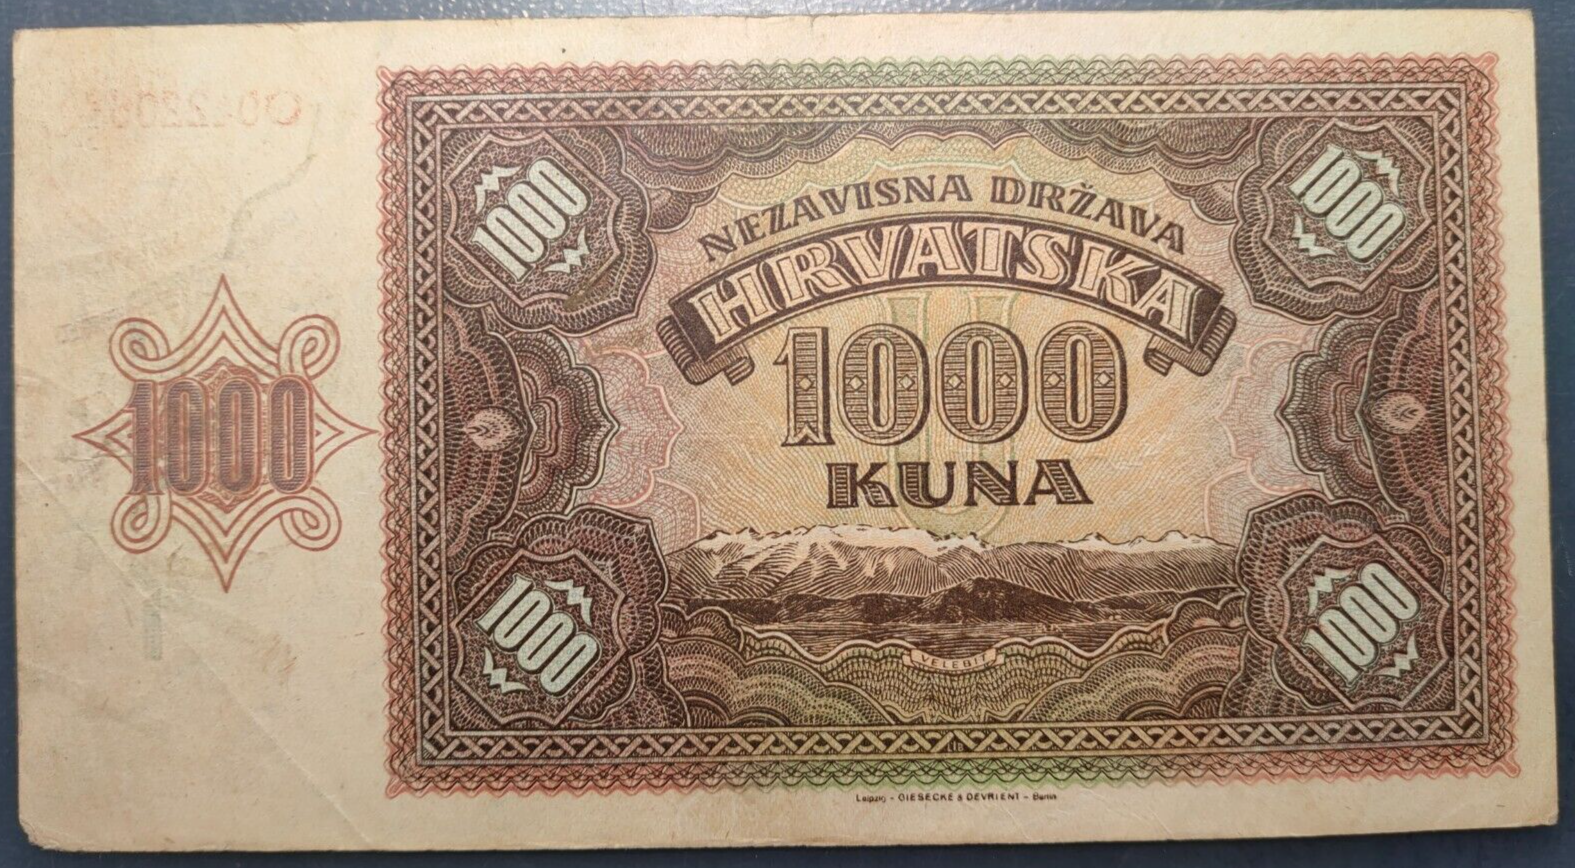 1000
1000
NEZAVISNA DRŽAVA
HRVATSKA
1000
1000
KUNA
1000
1000
VELEBIT
Leipzig - GIESECKE & DEVRIENT - Berlin